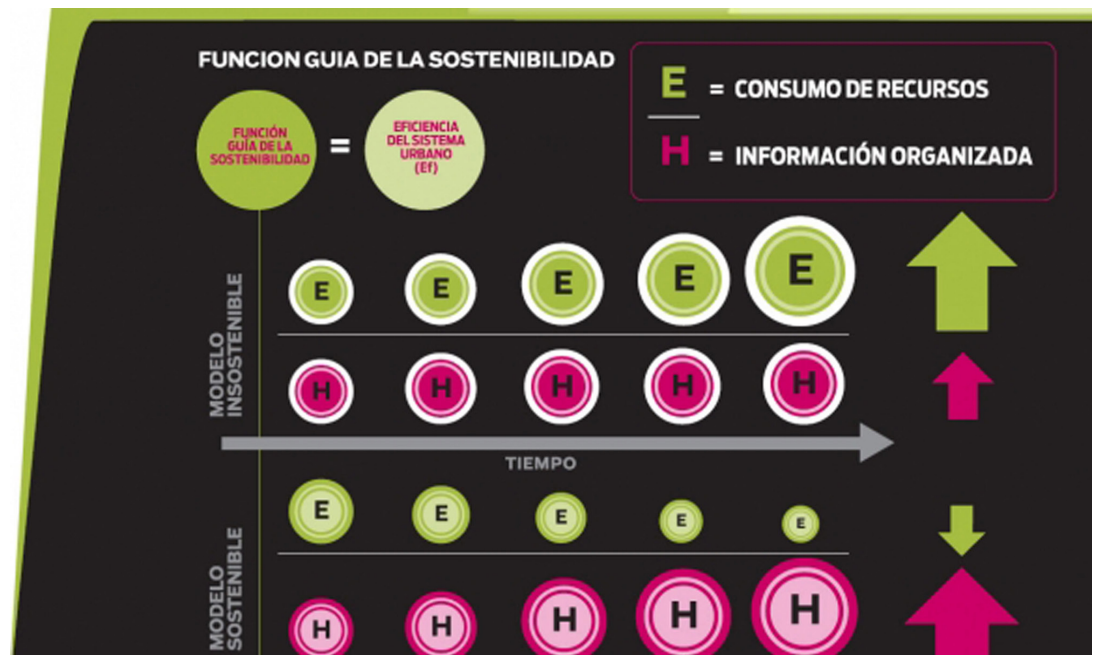 FUNCION GUIA DE LA SOSTENIBILIDAD
E = CONSUMO DE RECURSOS
H = INFORMACIÓN ORGANIZADA
FUNCIÓN
GUÍA DE LA
SOSTENIBILIDAD
=
EFICIENCIA
DEL SISTEMA
URBANO
(Ef)
MODELO
INSOSTENIBLE
E E E E E
H H H H H
TIEMPO
MODELO
SOSTENIBLE
E E E E E
H H H H H